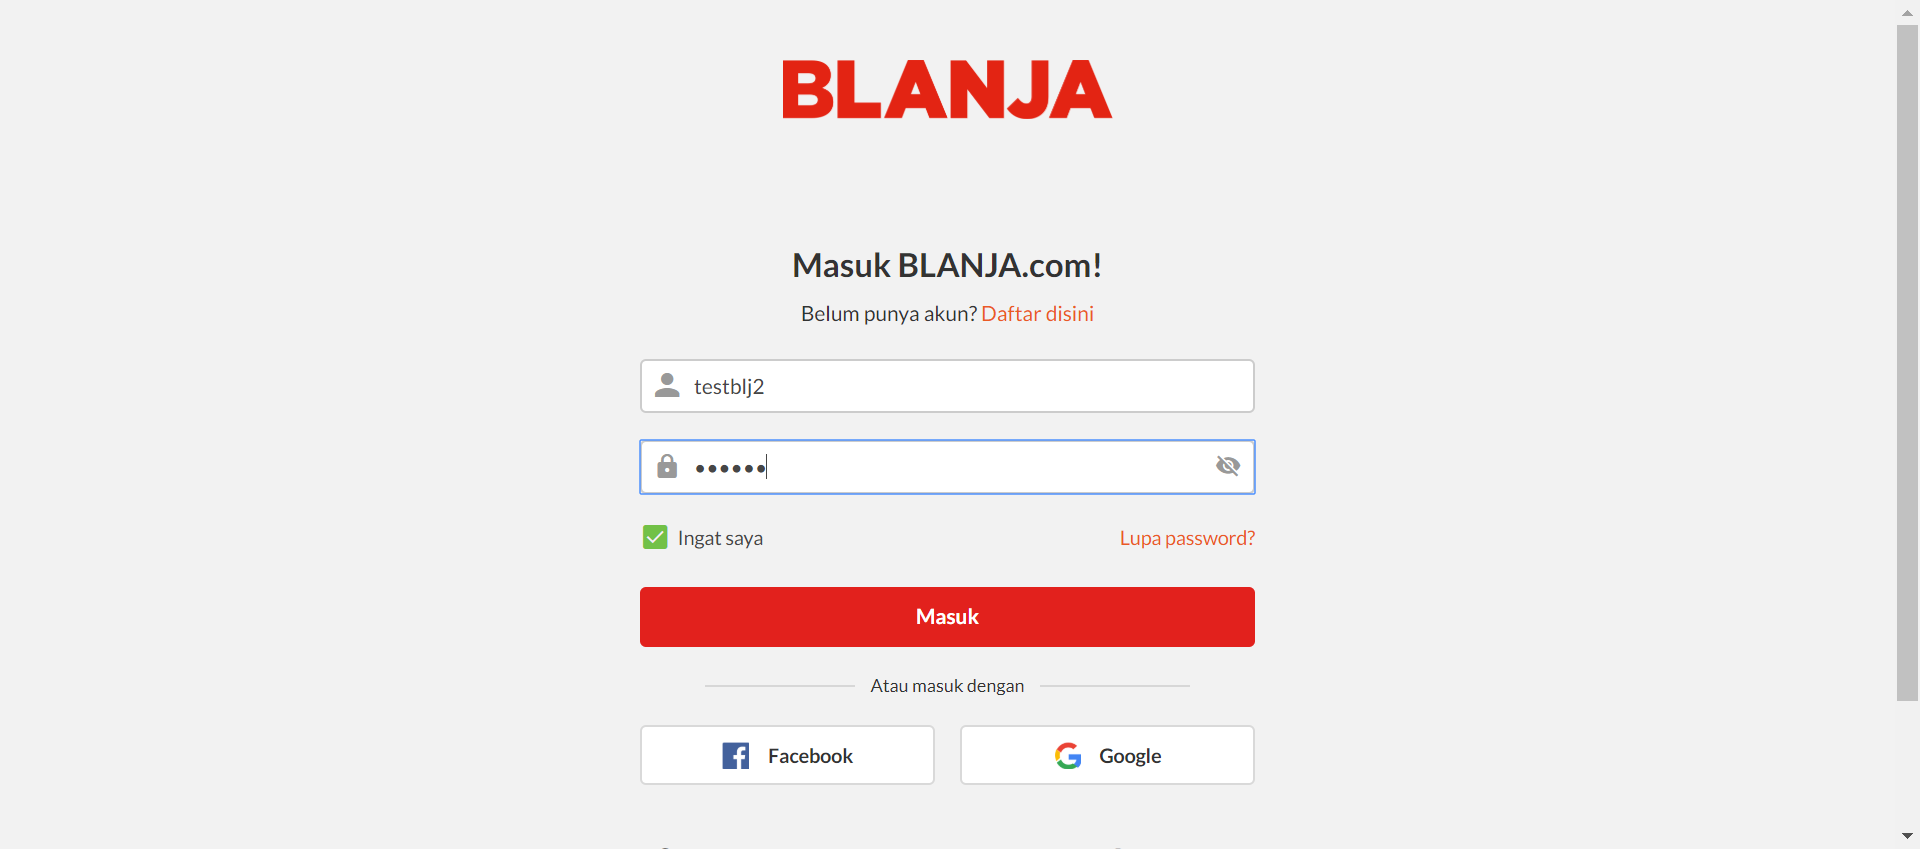 BLANJA
Masuk BLANJA.com!
Belum punya akun? Daftar disini
testblj2
••••••
Ingat saya
Lupa password?
Masuk
Atau masuk dengan
Facebook
Google